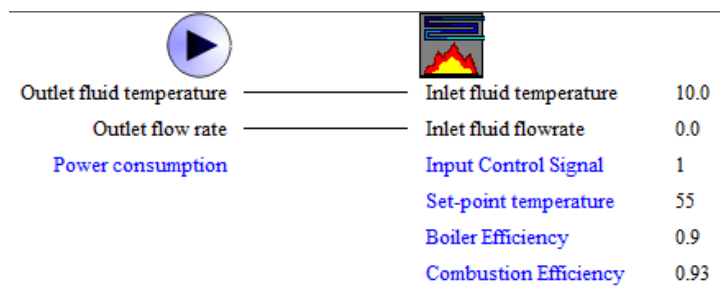 Outlet fluid temperature Inlet fluid temperature 10.0
Outlet flow rate Inlet fluid flowrate 0.0
Power consumption Input Control Signal 1
Set-point temperature 55
Boiler Efficiency 0.9
Combustion Efficiency 0.93